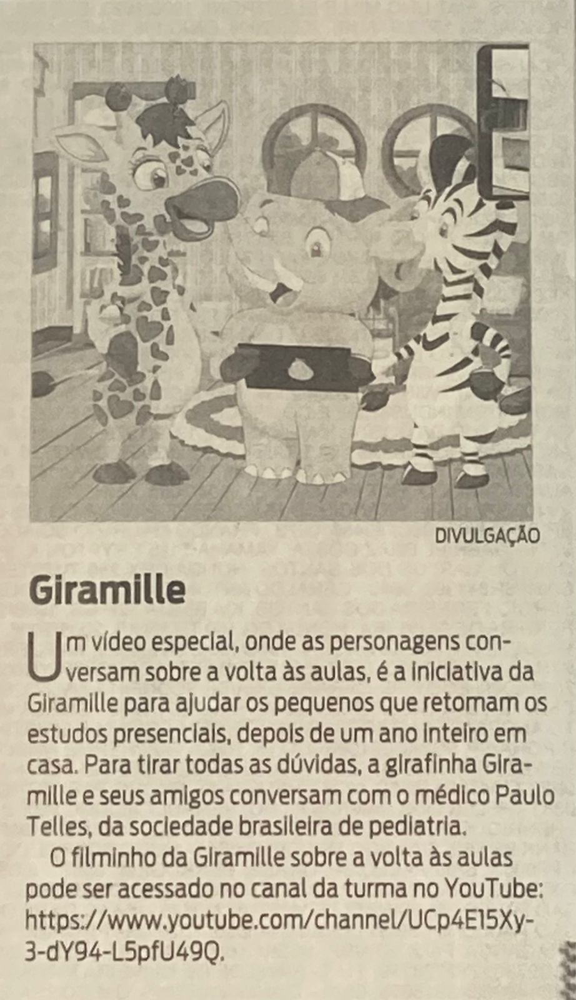 DIVULGAÇÃO
Giramille
Um vídeo especial, onde as personagens con-
versam sobre a volta às aulas, é a iniciativa da
Giramille para ajudar os pequenos que retomam os
estudos presenciais, depois de um ano inteiro em
casa. Para tirar todas as dúvidas, a girafinha Gira-
mille e seus amigos conversam com o médico Paulo
Telles, da sociedade brasileira de pediatria.
O filminho da Giramille sobre a volta às aulas
pode ser acessado no canal da turma no YouTube:
https://www.youtube.com/channel/UCp4E15Xy-
3-dY94-L5pfU49Q.